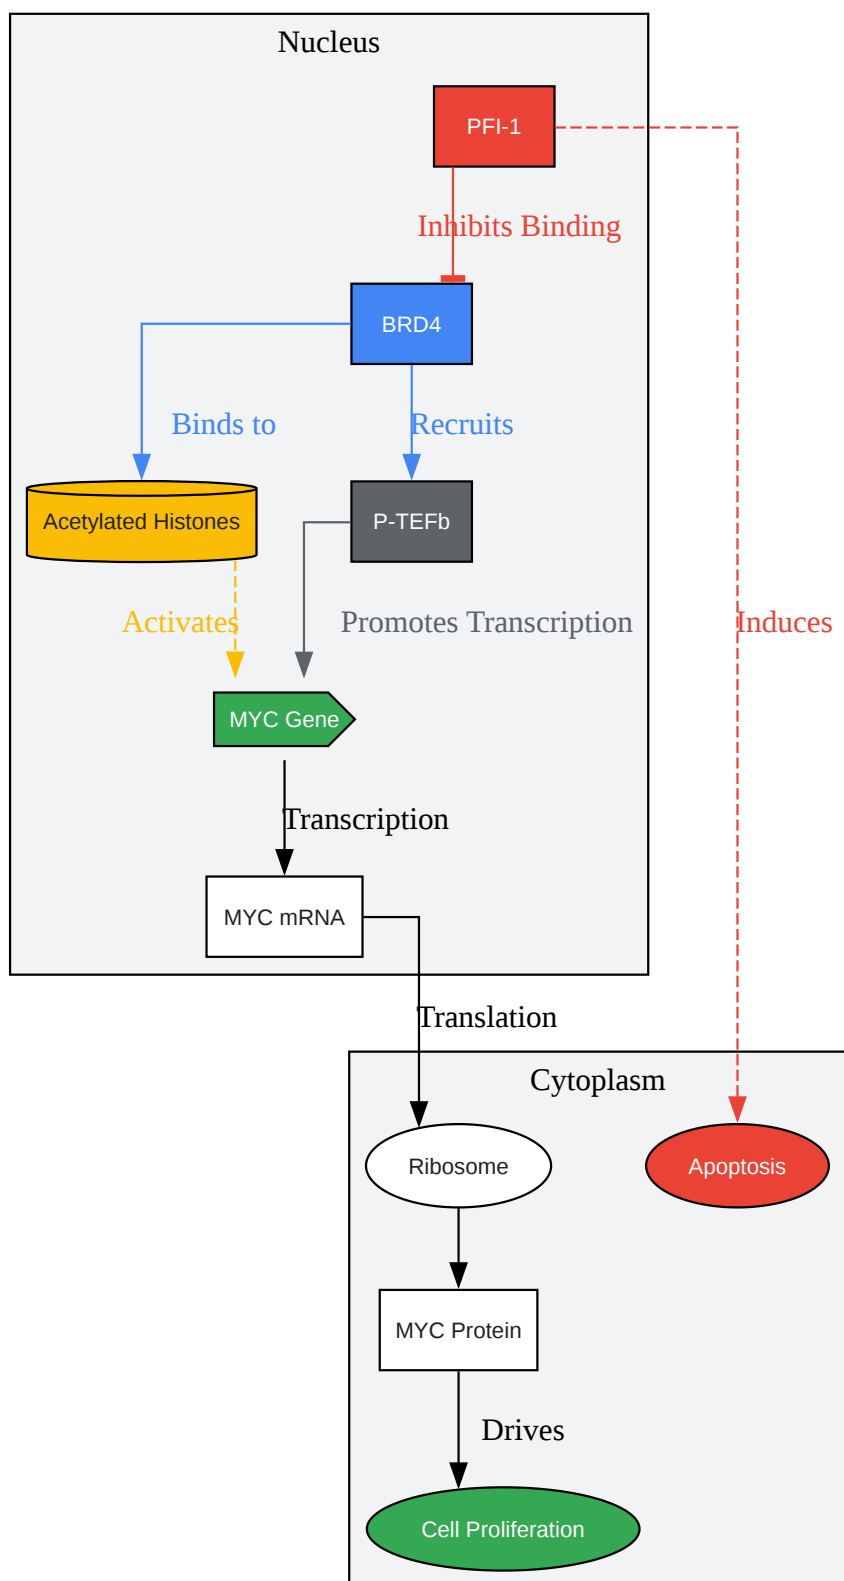 Nucleus
PFI-1
Inhibits Binding
BRD4
Binds to
Recruits
Acetylated Histones
P-TEFb
Activates
Promotes Transcription
Induces
MYC Gene
Transcription
MYC mRNA
Translation
Cytoplasm
Ribosome
Apoptosis
MYC Protein
Drives
Cell Proliferation